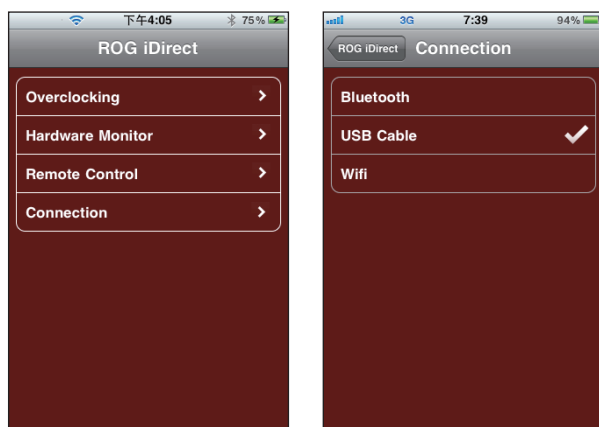 下午4:05 75%
ROG iDirect
Overclocking
Hardware Monitor
Remote Control
Connection
3G 7:39 94%
ROG iDirect Connection
Bluetooth
USB Cable
Wifi